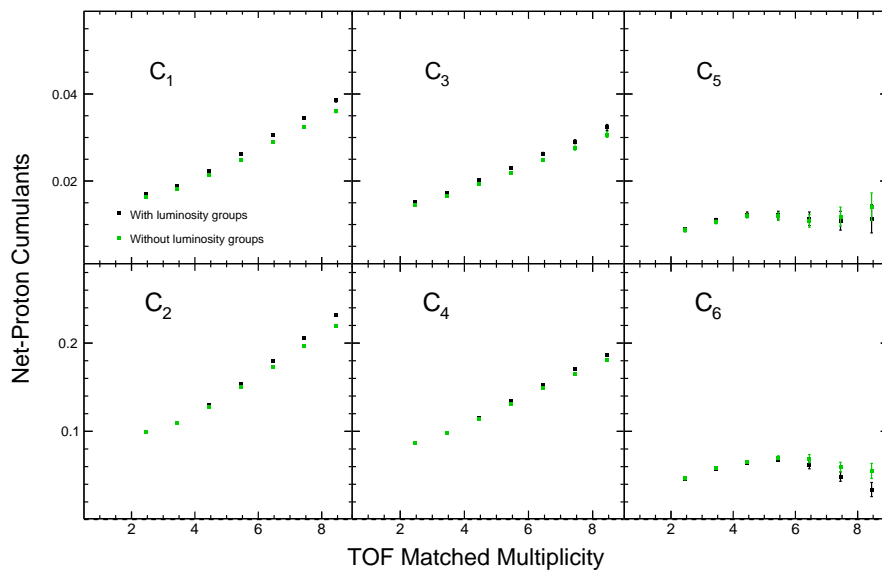 Net-Proton Cumulants
C1
C3
C5
0.04
0.02
With luminosity groups
Without luminosity groups
C2
C4
C6
0.2
0.1
2 4 6 8 2 4 6 8 2 4 6 8
TOF Matched Multiplicity